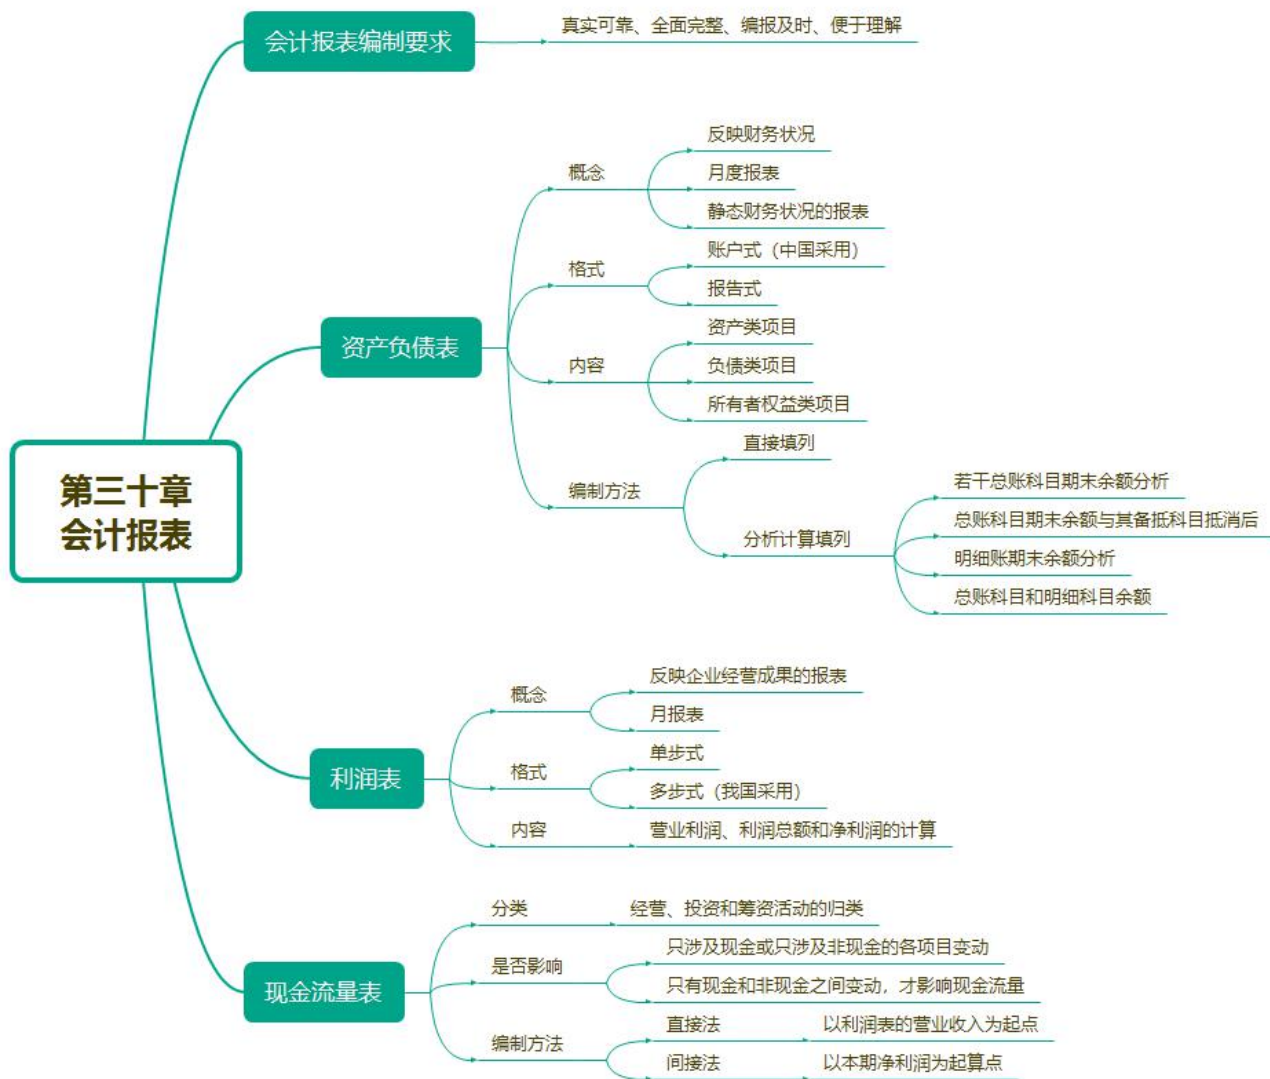 第三十章
会计报表
会计报表编制要求
真实可靠、全面完整、编报及时、便于理解
资产负债表
概念
反映财务状况
月度报表
静态财务状况的报表
格式
账户式（中国采用）
报告式
内容
资产类项目
负债类项目
所有者权益类项目
编制方法
直接填列
分析计算填列
若干总账科目期末余额分析
总账科目期末余额与其备抵科目抵消后
明细账期末余额分析
总账科目和明细科目余额
利润表
概念
反映企业经营成果的报表
月报表
格式
单步式
多步式（我国采用）
内容
营业利润、利润总额和净利润的计算
现金流量表
分类
经营、投资和筹资活动的归类
是否影响
只涉及现金或只涉及非现金的各项目变动
只有现金和非现金之间变动，才影响现金流量
编制方法
直接法
以利润表的营业收入为起点
间接法
以本期净利润为起算点